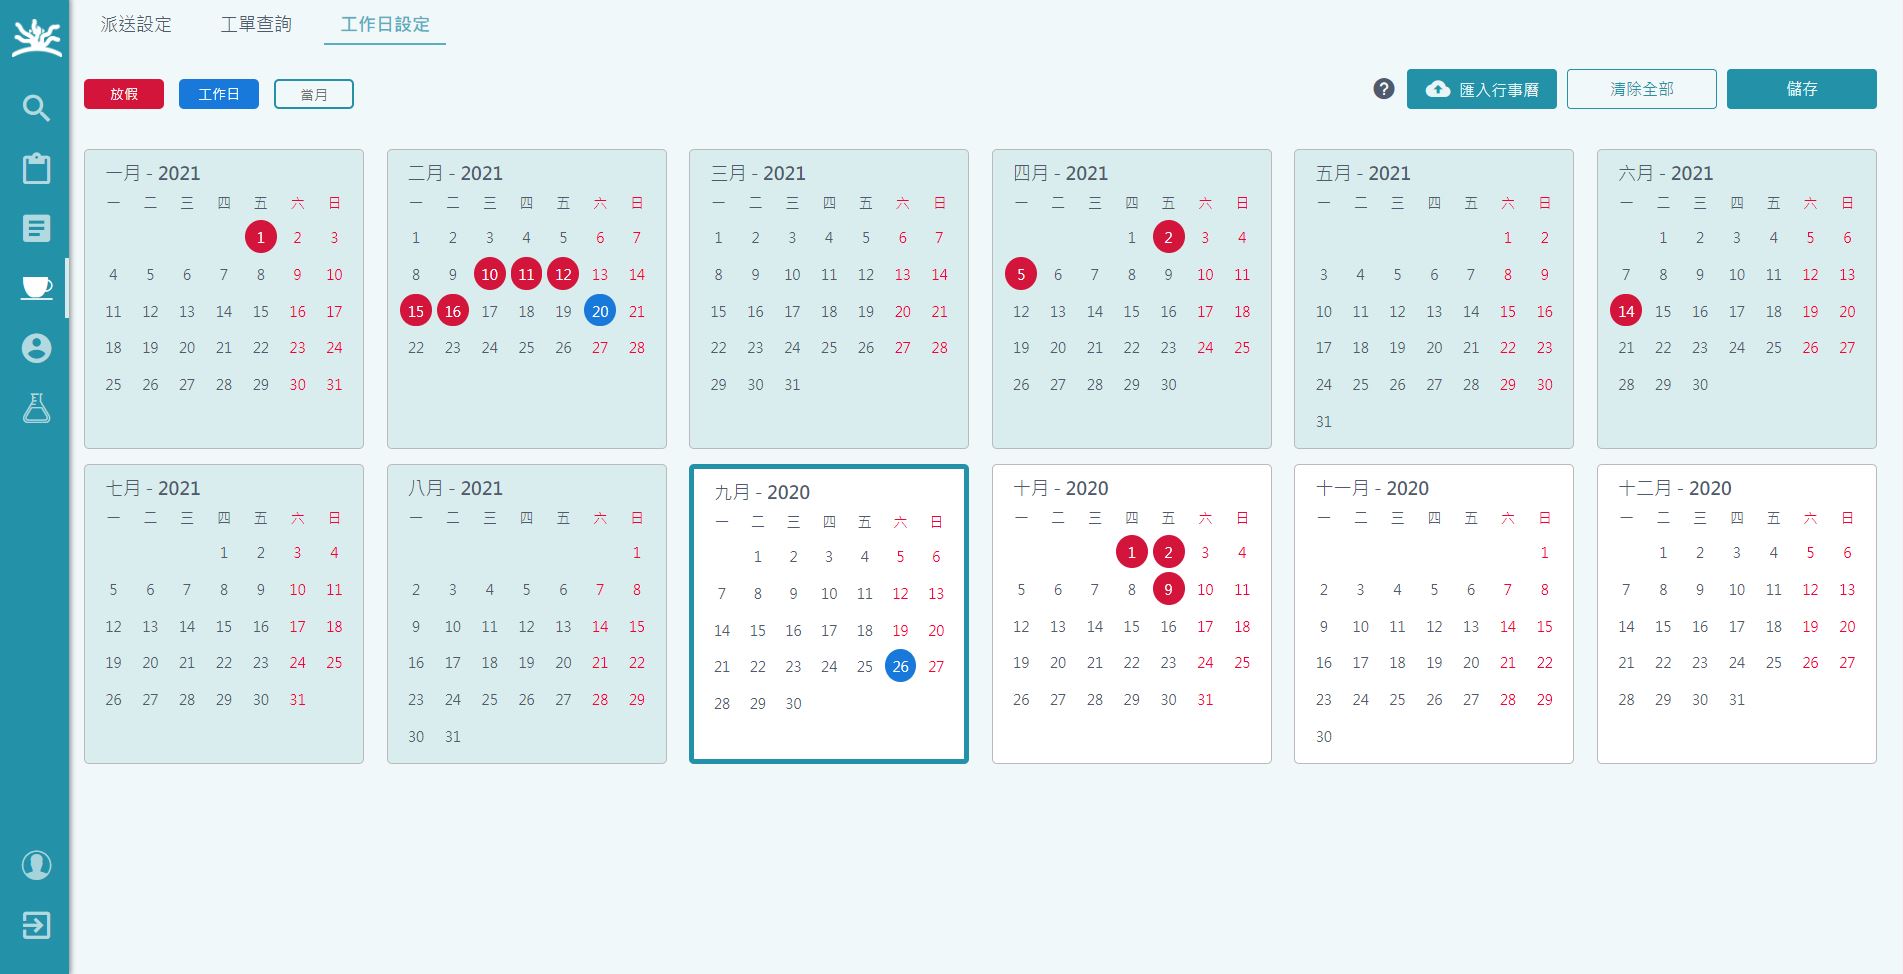 派送設定 工單查詢 工作日設定
放假 工作日 當月 ? 匯入行事曆 清除全部 儲存
一月 - 2021
一 二 三 四 五 六 日
1 2 3
4 5 6 7 8 9 10
11 12 13 14 15 16 17
18 19 20 21 22 23 24
25 26 27 28 29 30 31
二月 - 2021
一 二 三 四 五 六 日
1 2 3 4 5 6 7
8 9 10 11 12 13 14
15 16 17 18 19 20 21
22 23 24 25 26 27 28
三月 - 2021
一 二 三 四 五 六 日
1 2 3 4 5 6 7
8 9 10 11 12 13 14
15 16 17 18 19 20 21
22 23 24 25 26 27 28
29 30 31
四月 - 2021
一 二 三 四 五 六 日
1 2 3 4
5 6 7 8 9 10 11
12 13 14 15 16 17 18
19 20 21 22 23 24 25
26 27 28 29 30
五月 - 2021
一 二 三 四 五 六 日
1 2
3 4 5 6 7 8 9
10 11 12 13 14 15 16
17 18 19 20 21 22 23
24 25 26 27 28 29 30
31
六月 - 2021
一 二 三 四 五 六 日
1 2 3 4 5 6
7 8 9 10 11 12 13
14 15 16 17 18 19 20
21 22 23 24 25 26 27
28 29 30
七月 - 2021
一 二 三 四 五 六 日
1 2 3 4
5 6 7 8 9 10 11
12 13 14 15 16 17 18
19 20 21 22 23 24 25
26 27 28 29 30 31
八月 - 2021
一 二 三 四 五 六 日
1
2 3 4 5 6 7 8
9 10 11 12 13 14 15
16 17 18 19 20 21 22
23 24 25 26 27 28 29
30 31
九月 - 2020
一 二 三 四 五 六 日
1 2 3 4 5 6
7 8 9 10 11 12 13
14 15 16 17 18 19 20
21 22 23 24 25 26 27
28 29 30
十月 - 2020
一 二 三 四 五 六 日
1 2 3 4
5 6 7 8 9 10 11
12 13 14 15 16 17 18
19 20 21 22 23 24 25
26 27 28 29 30 31
十一月 - 2020
一 二 三 四 五 六 日
1
2 3 4 5 6 7 8
9 10 11 12 13 14 15
16 17 18 19 20 21 22
23 24 25 26 27 28 29
30
十二月 - 2020
一 二 三 四 五 六 日
1 2 3 4 5 6
7 8 9 10 11 12 13
14 15 16 17 18 19 20
21 22 23 24 25 26 27
28 29 30 31